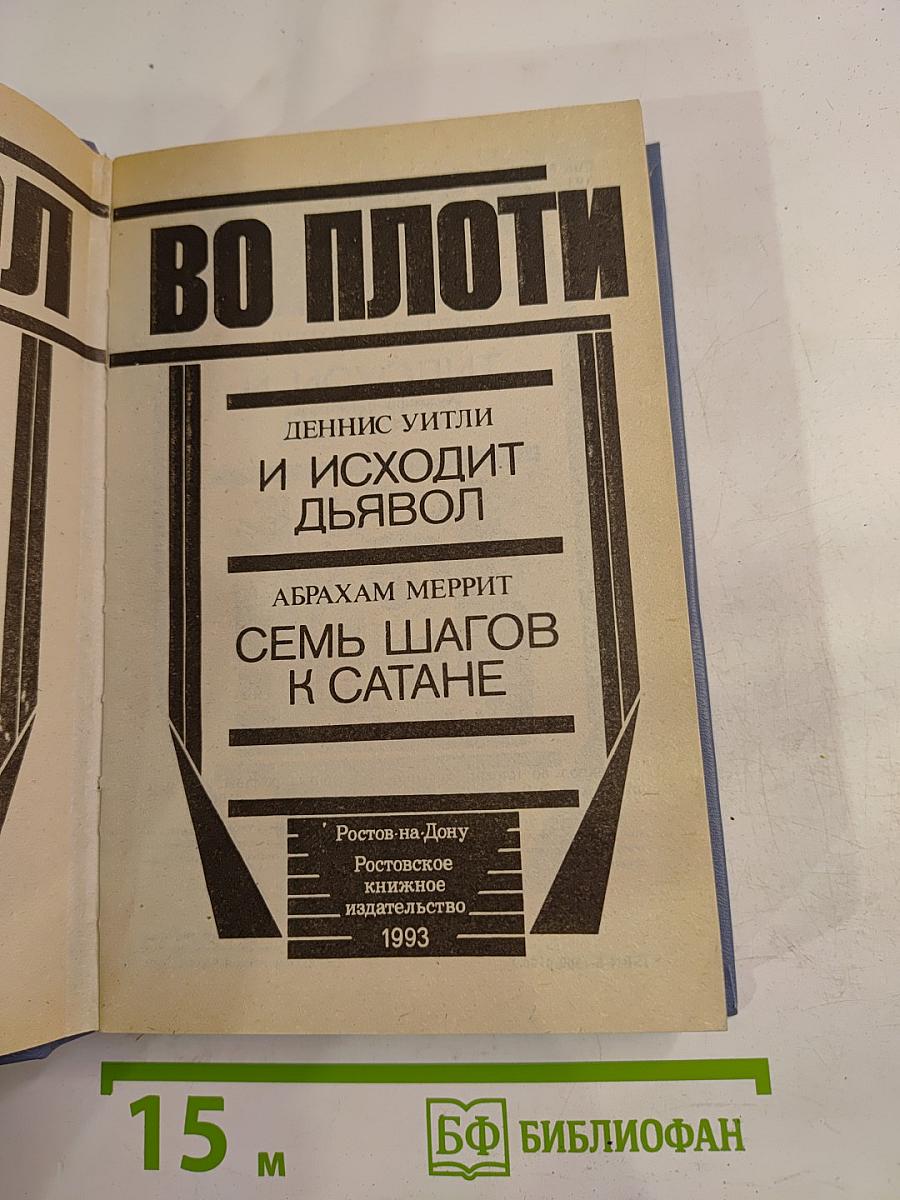 ОЛ
ВО ПЛОТИ
ДЕННИС УИТЛИ
И ИСХОДИТ
ДЬЯВОЛ
АБРАХАМ МЕРРИТ
СЕМЬ ШАГОВ
К САТАНЕ
Ростов-на-Дону
Ростовское
книжное
издательство
1993
15 м
БФ БИБЛИОФАН